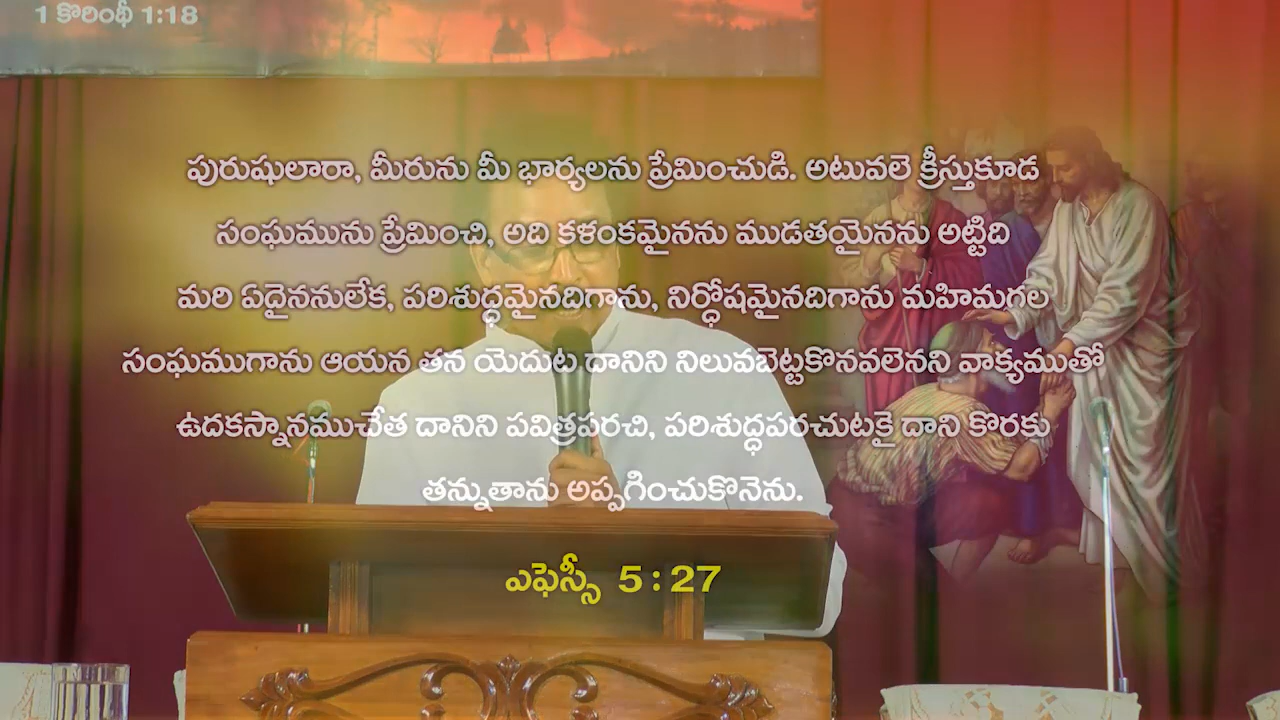 1 కొరింథీ 1:18
పురుషులారా, మీరును మీ భార్యలను ప్రేమించుడి. అటువలె క్రీస్తుకూడ
సంఘమును ప్రేమించి, అది కళంకమైనను ముడతయైనను అట్టిది
మరి ఏదైననులేక, పరిశుద్ధమైనదిగాను, నిర్ధోషమైనదిగాను మహిమగల
సంఘముగాను ఆయన తన యెదుట దానిని నిలువబెట్టకొనవలెనని వాక్యముతో
ఉదకస్నానముచేత దానిని పవిత్రపరచి, పరిశుద్ధపరచుటకై దాని కొరకు
తన్నుతాను అప్పగించుకొనెను.
ఎఫెస్సీ 5 : 27